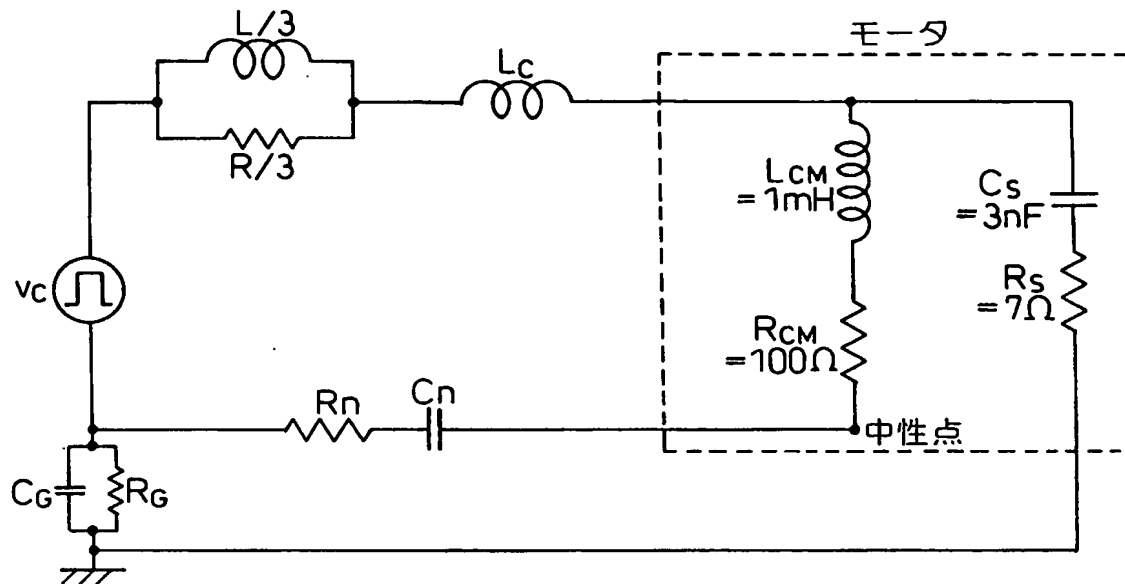 モータ
L/3
R/3
Lc
LCM
=1mH
Cs
=3nF
Rs
=7Ω
RCM
=100Ω
vc
Rn
Cn
中性点
CG
RG